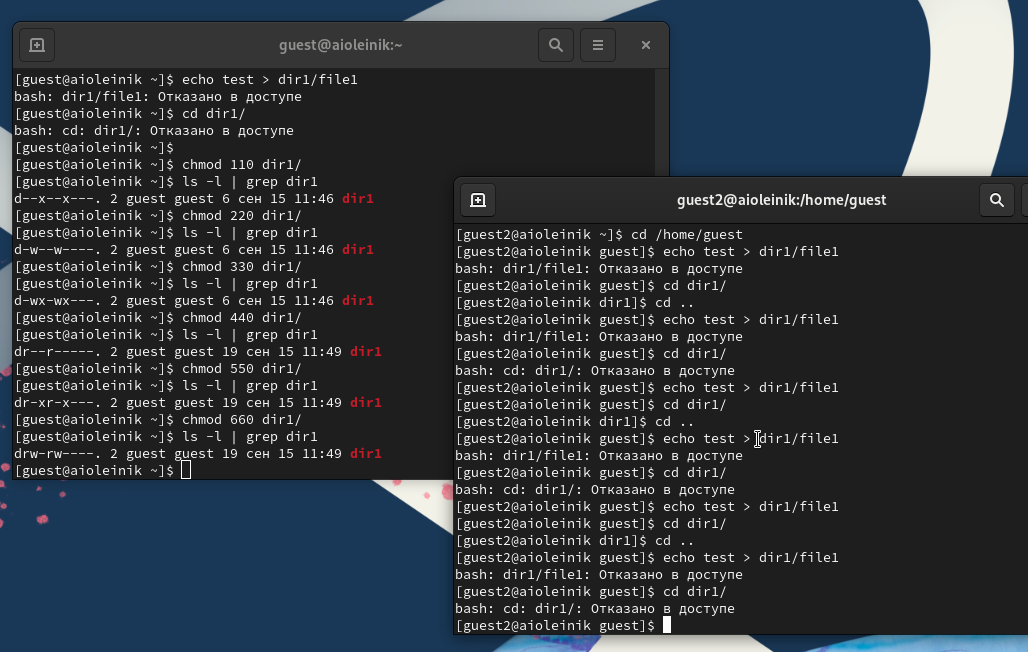 guest@aioleinik:~
[guest@aioleinik ~]$ echo test > dir1/file1
bash: dir1/file1: Отказано в доступе
[guest@aioleinik ~]$ cd dir1/
bash: cd: dir1/: Отказано в доступе
[guest@aioleinik ~]$
[guest@aioleinik ~]$ chmod 110 dir1/
[guest@aioleinik ~]$ ls -l | grep dir1
d--x--x---. 2 guest guest 6 сен 15 11:46 dir1
[guest@aioleinik ~]$ chmod 220 dir1/
[guest@aioleinik ~]$ ls -l | grep dir1
d-w--w----. 2 guest guest 6 сен 15 11:46 dir1
[guest@aioleinik ~]$ chmod 330 dir1/
[guest@aioleinik ~]$ ls -l | grep dir1
d-wx-wx---. 2 guest guest 6 сен 15 11:46 dir1
[guest@aioleinik ~]$ chmod 440 dir1/
[guest@aioleinik ~]$ ls -l | grep dir1
dr--r-----. 2 guest guest 19 сен 15 11:49 dir1
[guest@aioleinik ~]$ chmod 550 dir1/
[guest@aioleinik ~]$ ls -l | grep dir1
dr-xr-x---. 2 guest guest 19 сен 15 11:49 dir1
[guest@aioleinik ~]$ chmod 660 dir1/
[guest@aioleinik ~]$ ls -l | grep dir1
drw-rw----. 2 guest guest 19 сен 15 11:49 dir1
[guest@aioleinik ~]$
guest2@aioleinik:/home/guest
[guest2@aioleinik ~]$ cd /home/guest
[guest2@aioleinik guest]$ echo test > dir1/file1
bash: dir1/file1: Отказано в доступе
[guest2@aioleinik guest]$ cd dir1/
[guest2@aioleinik dir1]$ cd ..
[guest2@aioleinik guest]$ echo test > dir1/file1
bash: dir1/file1: Отказано в доступе
[guest2@aioleinik guest]$ cd dir1/
bash: cd: dir1/: Отказано в доступе
[guest2@aioleinik guest]$ echo test > dir1/file1
[guest2@aioleinik guest]$ cd dir1/
[guest2@aioleinik dir1]$ cd ..
[guest2@aioleinik guest]$ echo test > dir1/file1
bash: dir1/file1: Отказано в доступе
[guest2@aioleinik guest]$ cd dir1/
bash: cd: dir1/: Отказано в доступе
[guest2@aioleinik guest]$ echo test > dir1/file1
[guest2@aioleinik guest]$ cd dir1/
[guest2@aioleinik dir1]$ cd ..
[guest2@aioleinik guest]$ echo test > dir1/file1
bash: dir1/file1: Отказано в доступе
[guest2@aioleinik guest]$ cd dir1/
bash: cd: dir1/: Отказано в доступе
[guest2@aioleinik guest]$